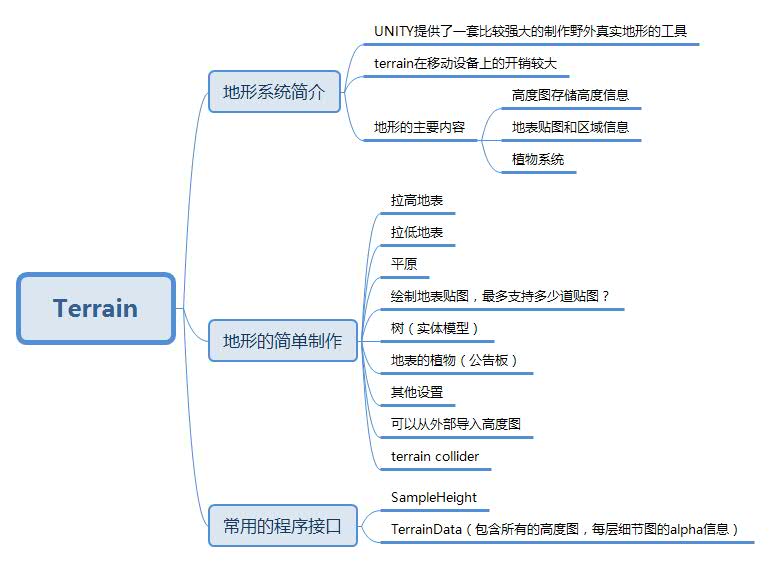 Terrain
地形系统简介
UNITY提供了一套比较强大的制作野外真实地形的工具
terrain在移动设备上的开销较大
地形的主要内容
高度图存储高度信息
地表贴图和区域信息
植物系统
地形的简单制作
拉高地表
拉低地表
平原
绘制地表贴图，最多支持多少道贴图？
树（实体模型）
地表的植物（公告板）
其他设置
可以从外部导入高度图
terrain collider
常用的程序接口
SampleHeight
TerrainData（包含所有的高度图，每层细节图的alpha信息）